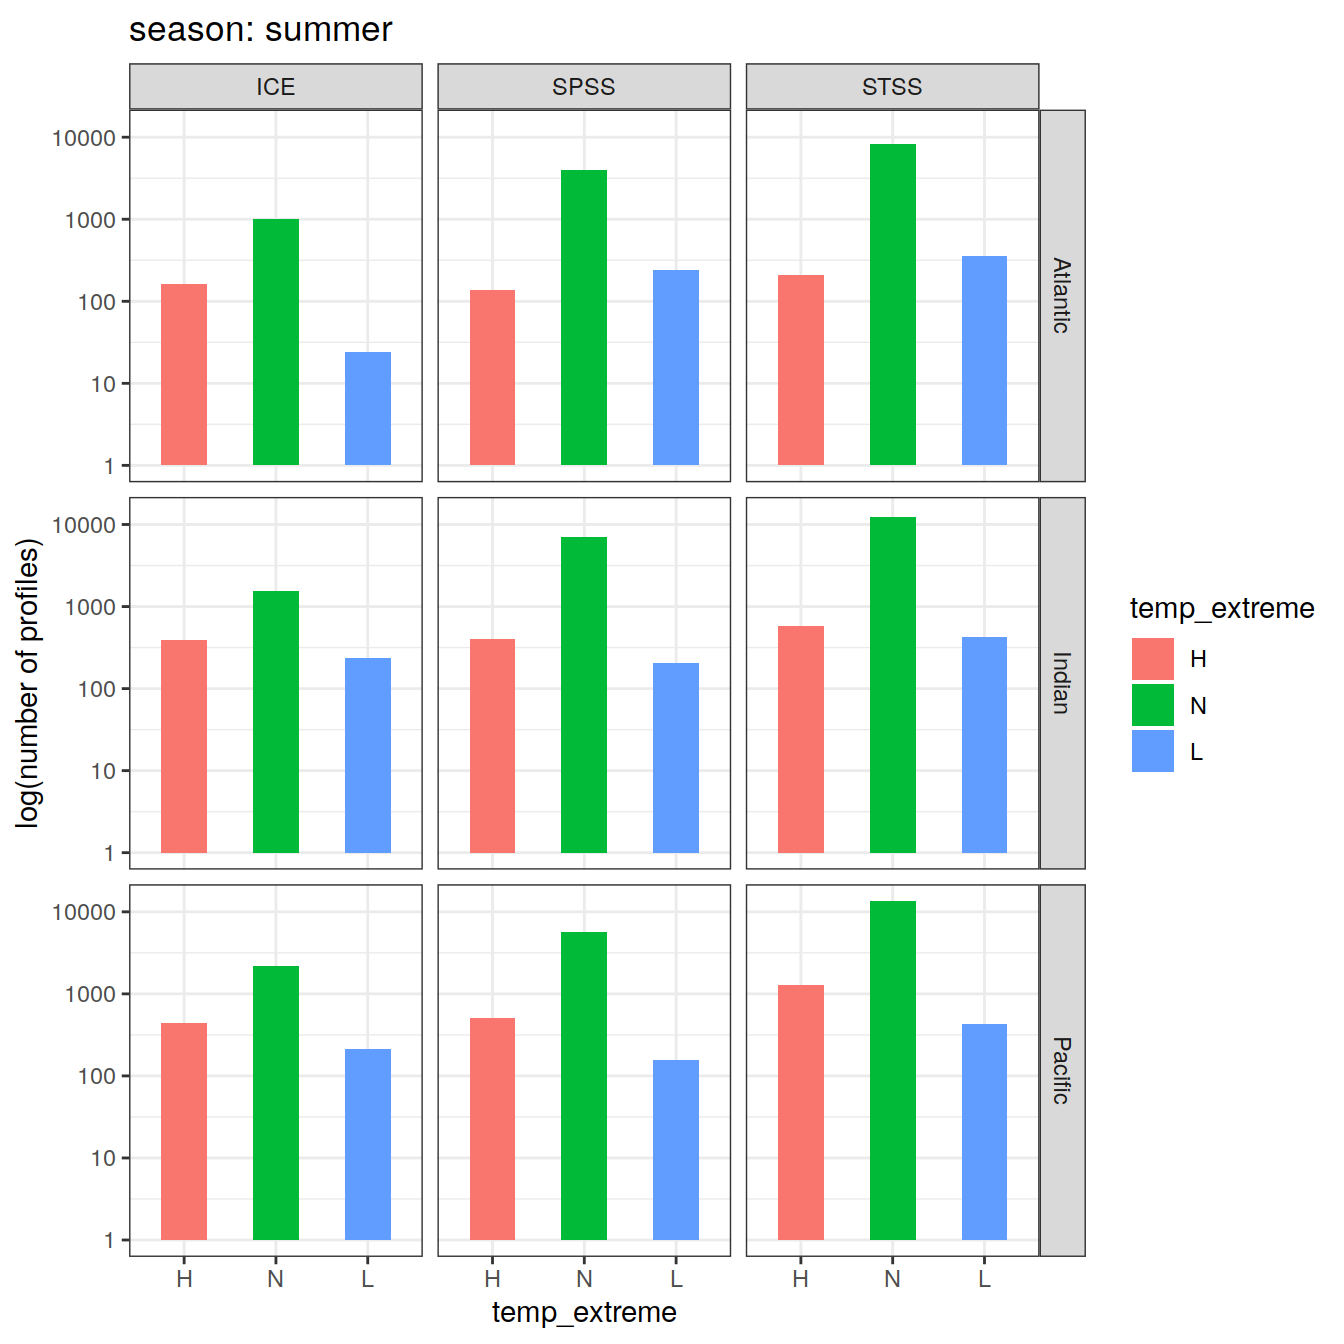 season: summer
ICE
SPSS
STSS
10000
1000
100
10
1
Atlantic
10000
1000
100
10
1
Indian
10000
1000
100
10
1
Pacific
log(number of profiles)
H N L
H N L
H N L
temp_extreme
temp_extreme
H
N
L